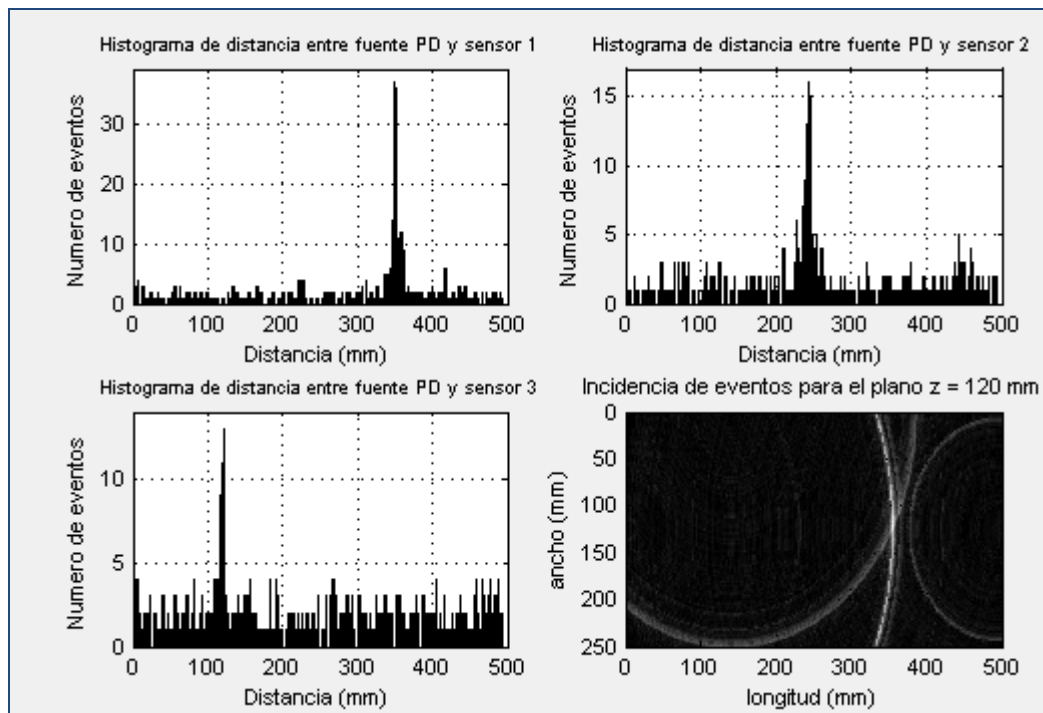 Histograma de distancia entre fuente PD y sensor 1
Numero de eventos
30
20
10
0
0 100 200 300 400 500
Distancia (mm)
Histograma de distancia entre fuente PD y sensor 2
Numero de eventos
15
10
5
0
0 100 200 300 400 500
Distancia (mm)
Histograma de distancia entre fuente PD y sensor 3
Numero de eventos
10
5
0
0 100 200 300 400 500
Distancia (mm)
Incidencia de eventos para el plano z = 120 mm
ancho (mm)
0
50
100
150
200
250
0 100 200 300 400 500
longitud (mm)